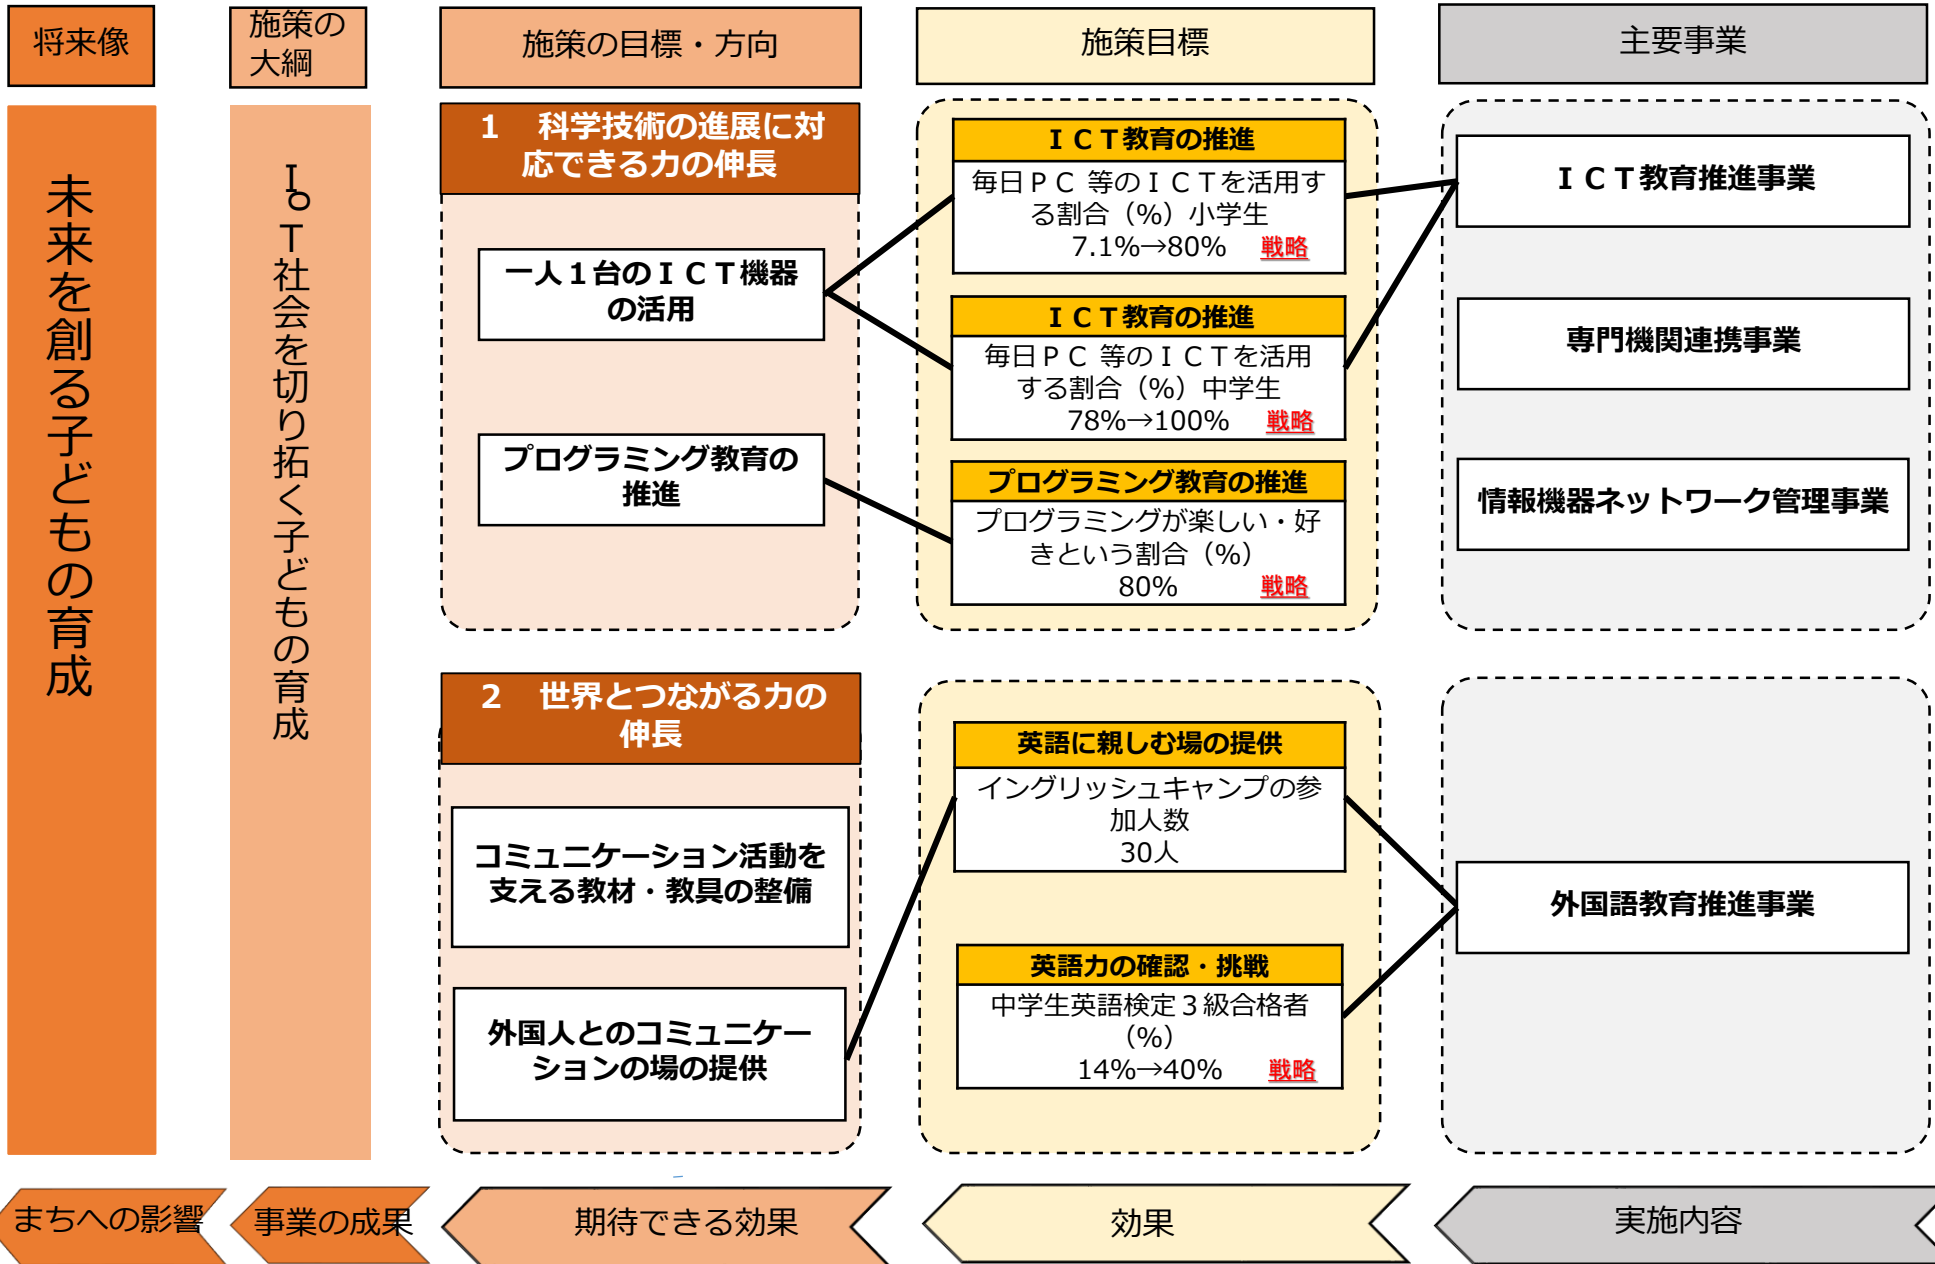 将来像
施策の
大綱
施策の目標・方向
施策目標
主要事業
未来を創る子どもの育成
ＩｏＴ社会を切り拓く子どもの育成
１　科学技術の進展に対
応できる力の伸長
一人１台のＩＣＴ機器
の活用
プログラミング教育の
推進
ＩＣＴ教育の推進
毎日ＰＣ 等のＩＣＴを活用す
る割合（%）小学生
7.1%→80%　戦略
ＩＣＴ教育の推進
毎日ＰＣ 等のＩＣＴを活用
する割合（%）中学生
78%→100%　戦略
プログラミング教育の推進
プログラミングが楽しい・好
きという割合（%）
80%　戦略
ＩＣＴ教育推進事業
専門機関連携事業
情報機器ネットワーク管理事業
２　世界とつながる力の
伸長
コミュニケーション活動を
支える教材・教具の整備
外国人とのコミュニケー
ションの場の提供
英語に親しむ場の提供
イングリッシュキャンプの参
加人数
30人
英語力の確認・挑戦
中学生英語検定３級合格者
（%）
14%→40%　戦略
外国語教育推進事業
まちへの影響
事業の成果
期待できる効果
効果
実施内容